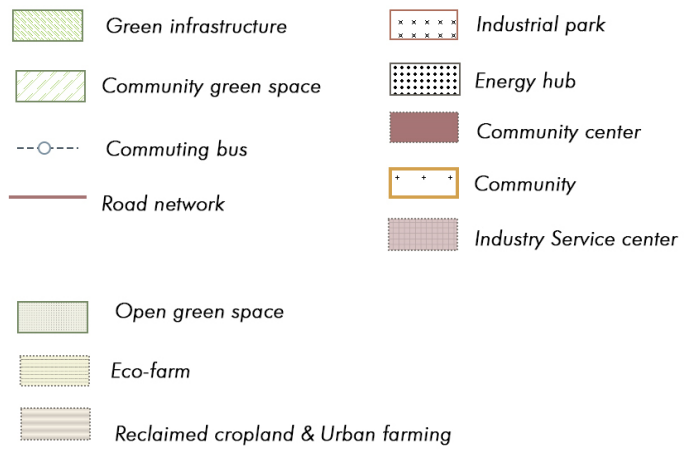 Green infrastructure
Community green space
Commuting bus
Road network
Industrial park
Energy hub
Community center
Community
Industry Service center
Open green space
Eco-farm
Reclaimed cropland & Urban farming